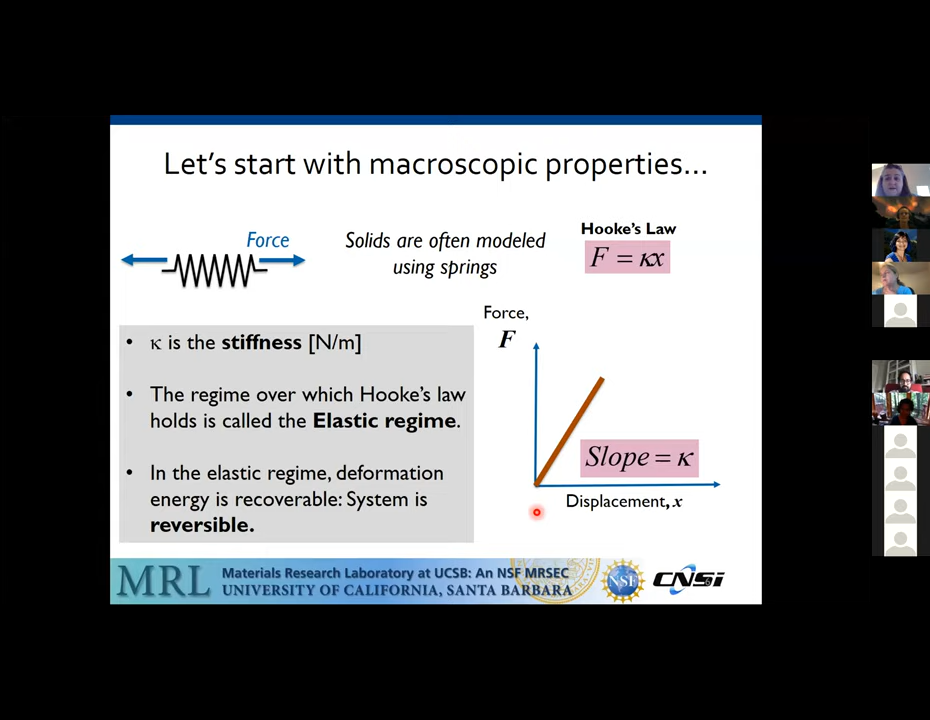 Let's start with macroscopic properties...
Force
Solids are often modeled
using springs
Hooke's Law
F = κx
Force,
F
• κ is the stiffness [N/m]
• The regime over which Hooke's law
holds is called the Elastic regime.
• In the elastic regime, deformation
energy is recoverable: System is
reversible.
Slope = κ
Displacement, x
MRL
Materials Research Laboratory at UCSB: An NSF MRSEC
UNIVERSITY OF CALIFORNIA, SANTA BARBARA
NSF
CNSi